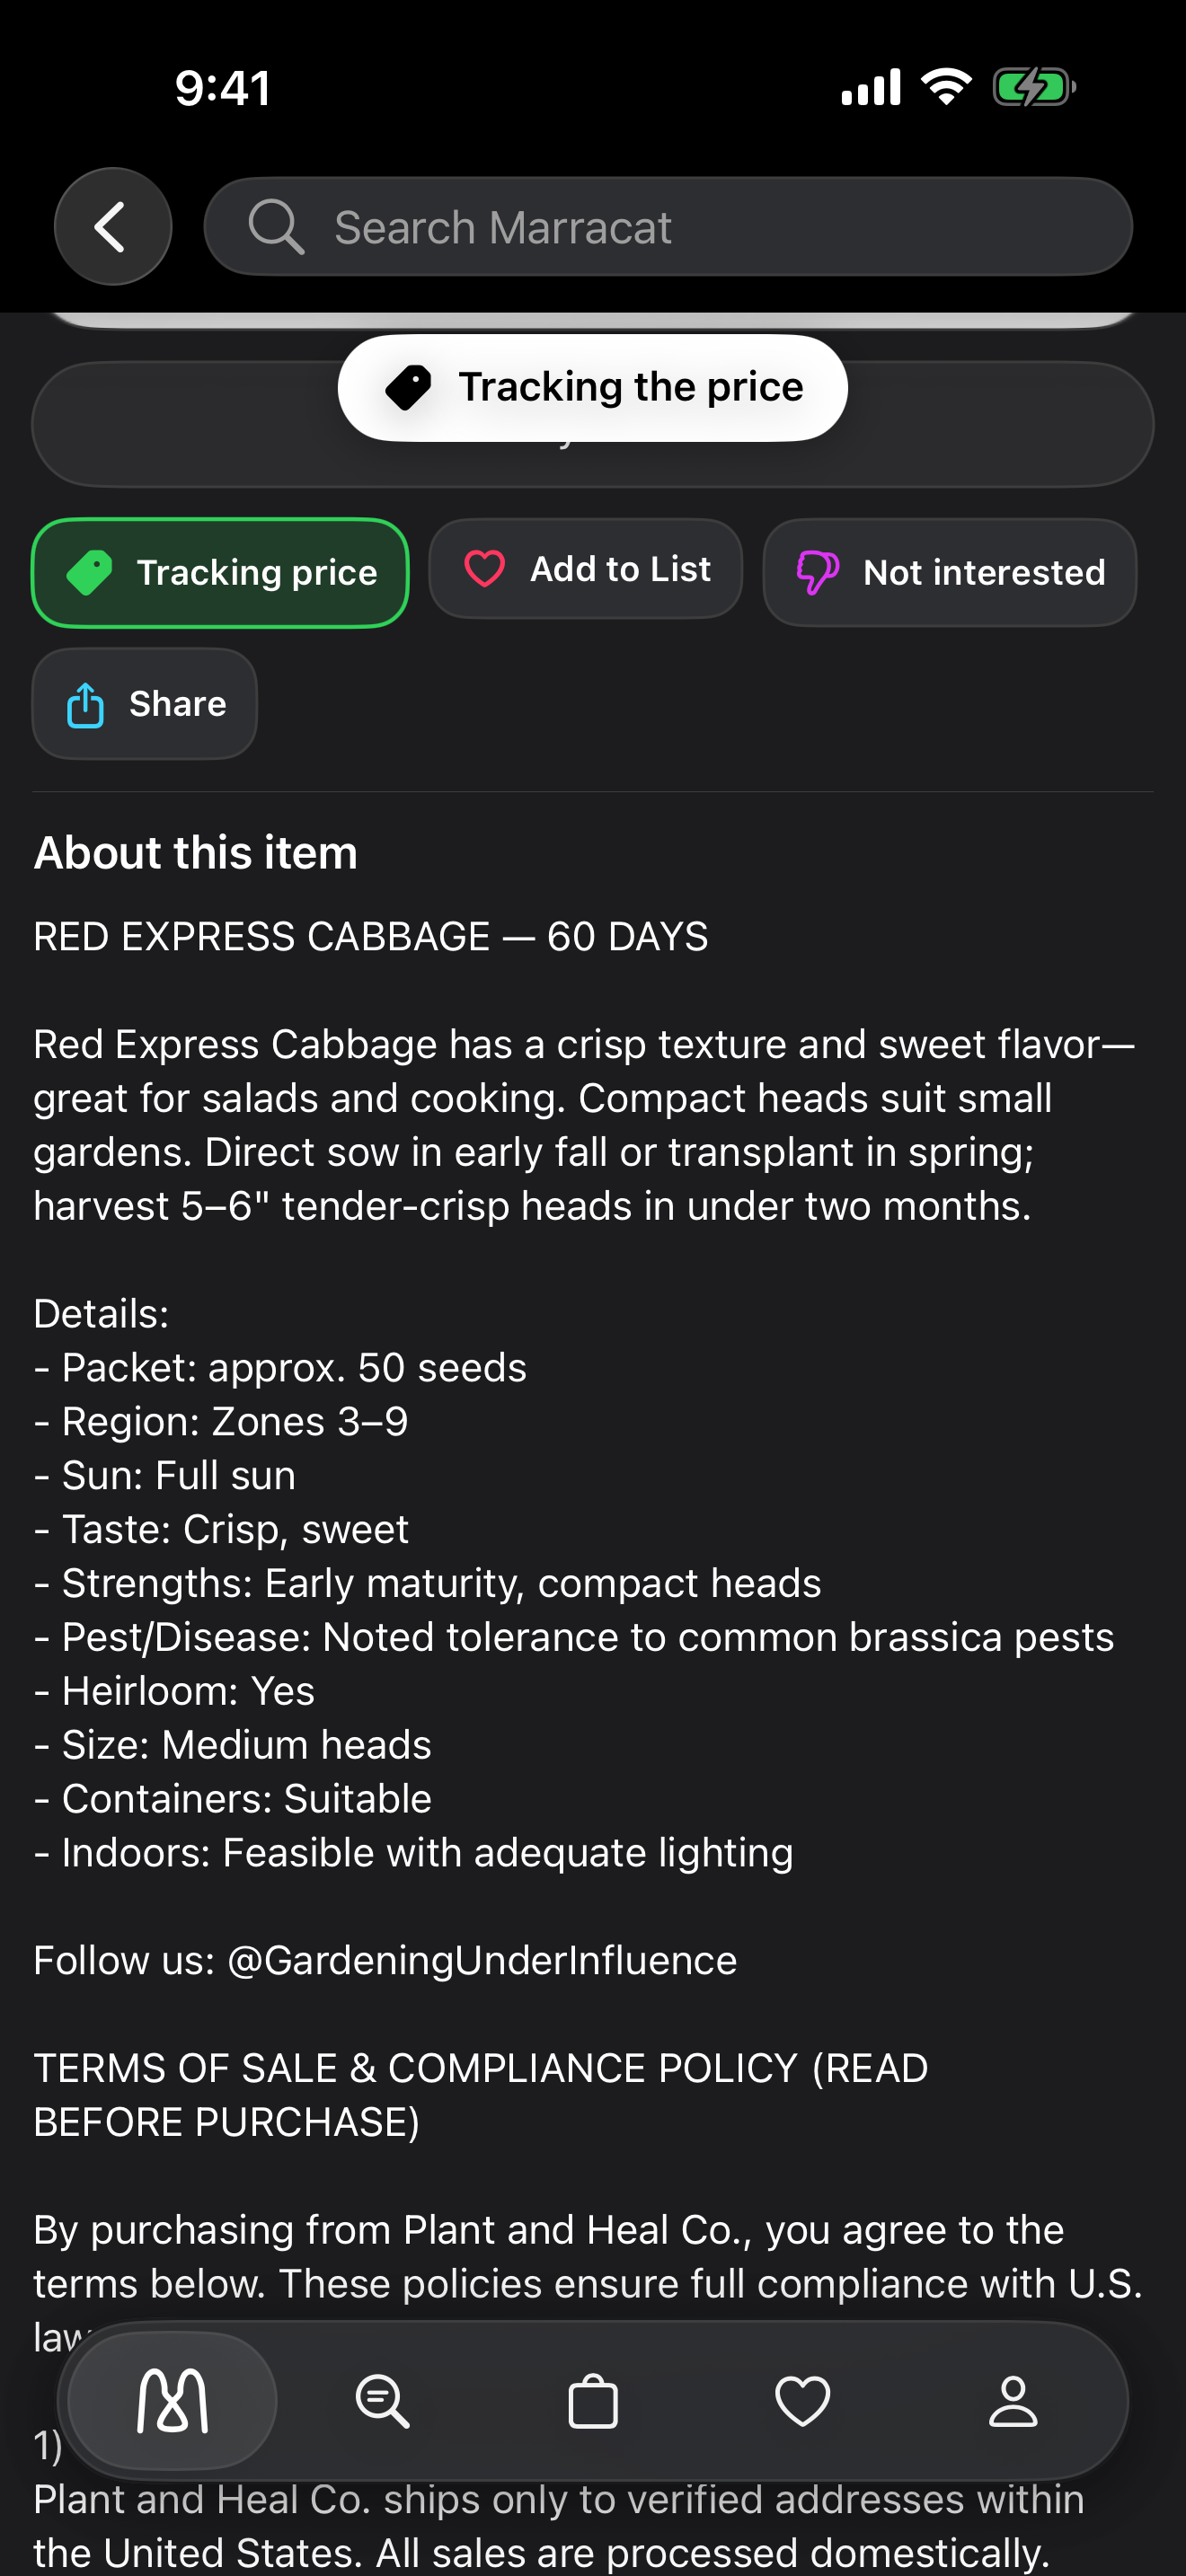 9:41
Search Marracat
Tracking the price
Tracking price
Add to List
Not interested
Share
About this item
RED EXPRESS CABBAGE — 60 DAYS
Red Express Cabbage has a crisp texture and sweet flavor—
great for salads and cooking. Compact heads suit small
gardens. Direct sow in early fall or transplant in spring;
harvest 5–6" tender-crisp heads in under two months.
Details:
- Packet: approx. 50 seeds
- Region: Zones 3–9
- Sun: Full sun
- Taste: Crisp, sweet
- Strengths: Early maturity, compact heads
- Pest/Disease: Noted tolerance to common brassica pests
- Heirloom: Yes
- Size: Medium heads
- Containers: Suitable
- Indoors: Feasible with adequate lighting
Follow us: @GardeningUnderInfluence
TERMS OF SALE & COMPLIANCE POLICY (READ
BEFORE PURCHASE)
By purchasing from Plant and Heal Co., you agree to the
terms below. These policies ensure full compliance with U.S.
1)
Plant and Heal Co. ships only to verified addresses within
the United States. All sales are processed domestically.